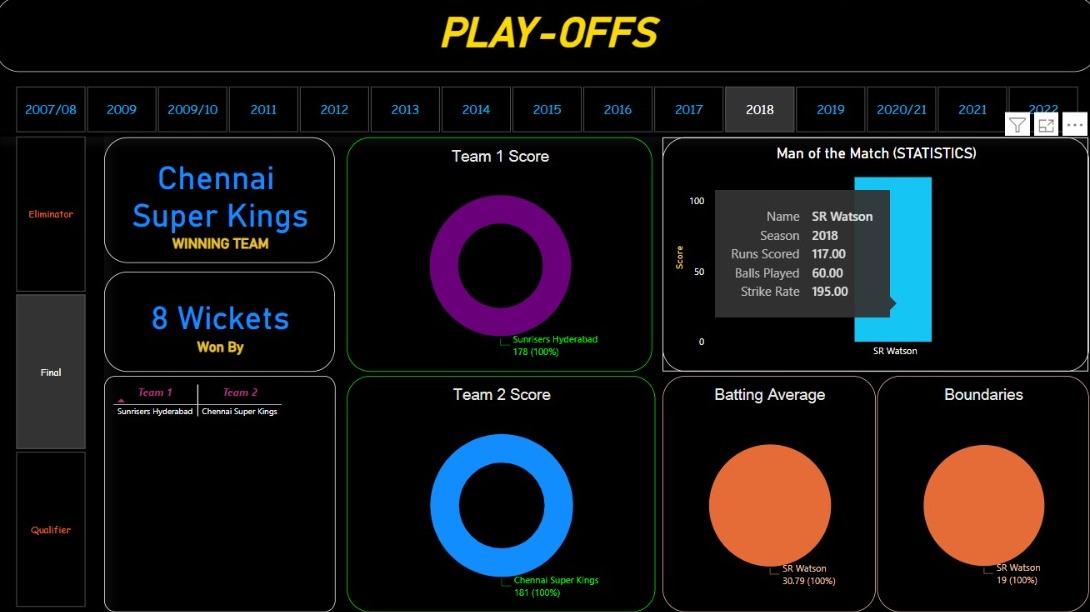 PLAY-OFFS
2007/08 2009 2009/10 2011 2012 2013 2014 2015 2016 2017 2018 2019 2020/21 2021 2022
Eliminator
Final
Qualifier
Chennai
Super Kings
WINNING TEAM
8 Wickets
Won By
Team 1 Team 2
Sunrisers Hyderabad Chennai Super Kings
Team 1 Score
Sunrisers Hyderabad
178 (100%)
Team 2 Score
Chennai Super Kings
181 (100%)
Man of the Match (STATISTICS)
Score
100
50
0
Name SR Watson
Season 2018
Runs Scored 117.00
Balls Played 60.00
Strike Rate 195.00
SR Watson
Batting Average
SR Watson
30.79 (100%)
Boundaries
SR Watson
19 (100%)